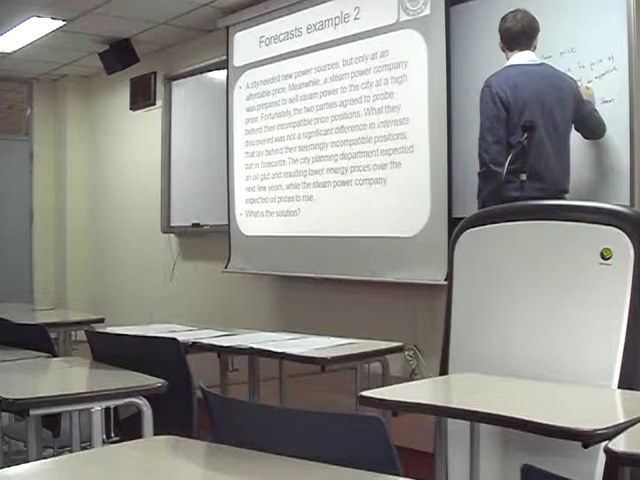 Forecasts example 2
• A city needed new power sources, but only at an
affordable price. Meanwhile, a steam power company
was prepared to sell steam power to the city at a high
price. Fortunately, the two parties agreed to probe
behind their incompatible price positions. What they
discovered was not a significant difference in interests
that lay behind their seemingly incompatible positions,
but in forecasts. The city planning department expected
an oil glut and resulting lower energy prices over the
next few years, while the steam power company
expected oil prices to rise.
• What is the solution?
price
price of